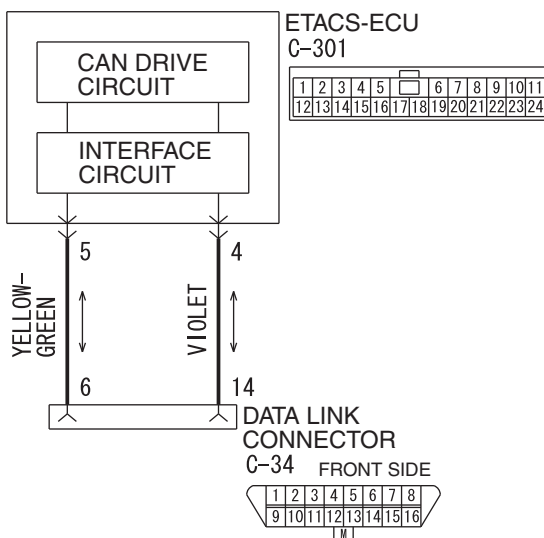 ETACS-ECU
C-301
CAN DRIVE
CIRCUIT
1 2 3 4 5 6 7 8 9 10 11
12 13 14 15 16 17 18 19 20 21 22 23 24
INTERFACE
CIRCUIT
5 4
YELLOW-
GREEN
VIOLET
6 14
DATA LINK
CONNECTOR
C-34 FRONT SIDE
1 2 3 4 5 6 7 8
9 10 11 12 13 14 15 16
M